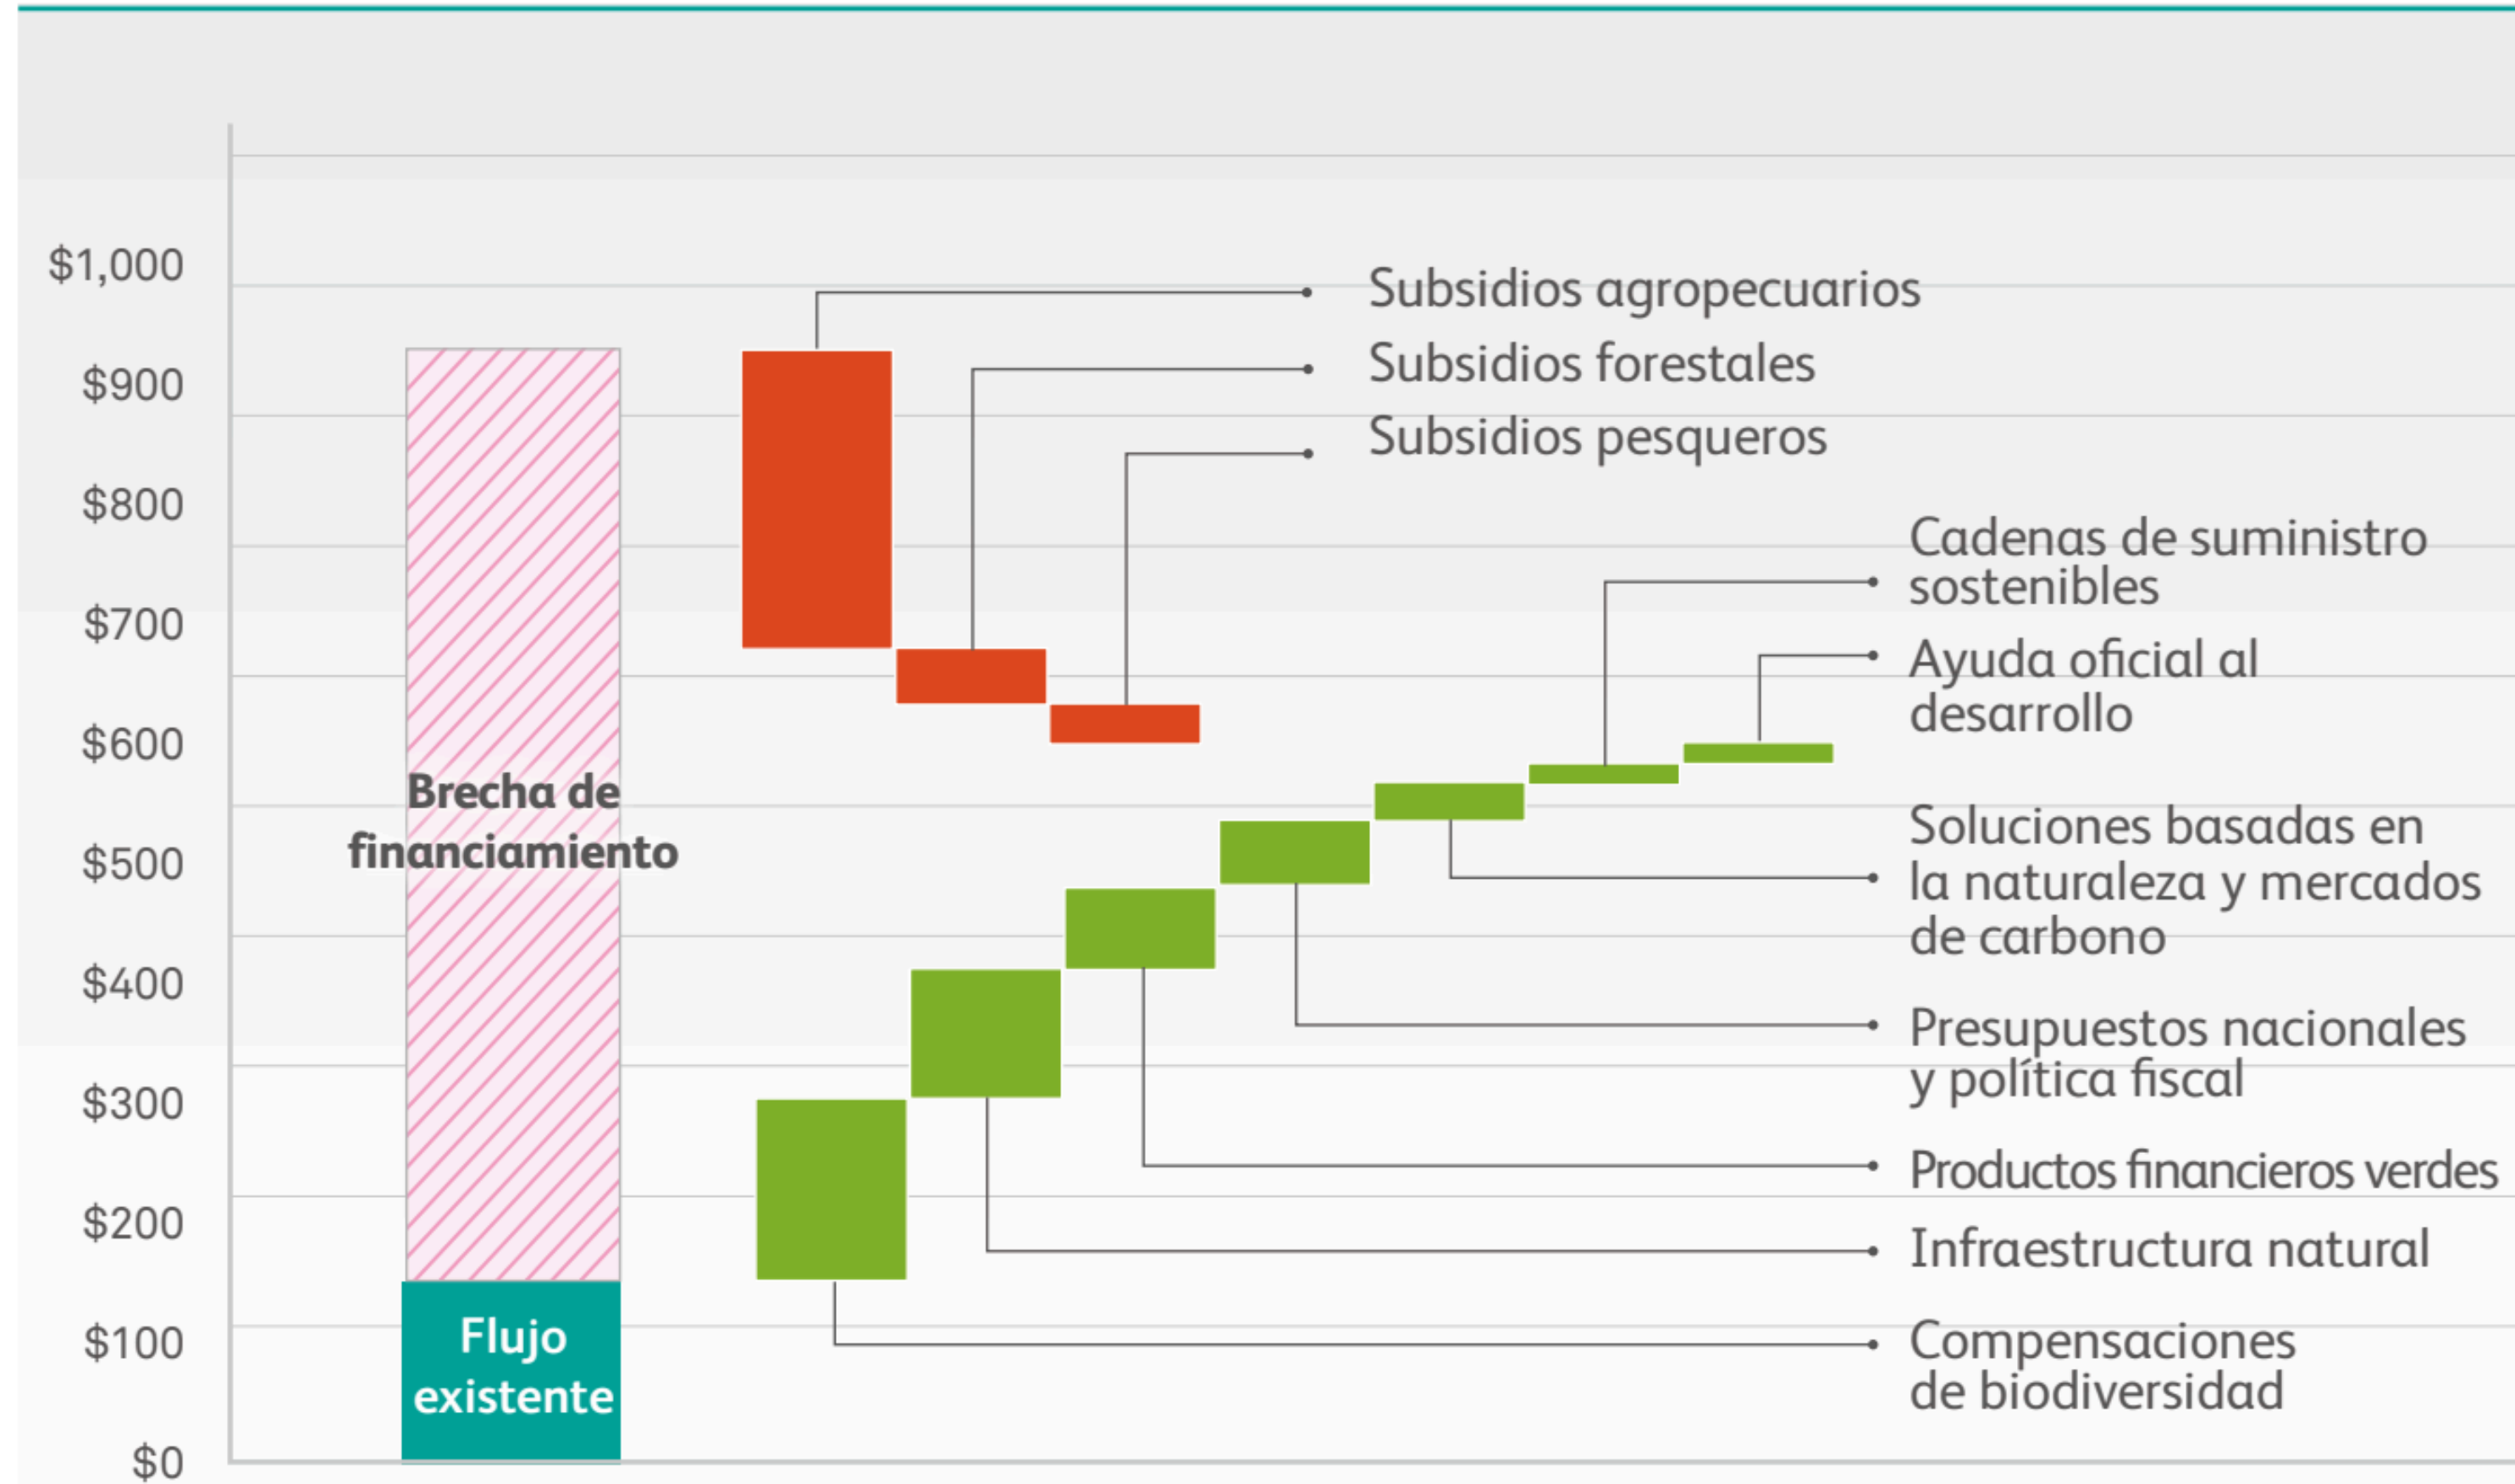 $1,000
$900
$800
$700
$600
$500
$400
$300
$200
$100
$0
Brecha de
financiamiento
Flujo
existente
Subsidios agropecuarios
Subsidios forestales
Subsidios pesqueros
Cadenas de suministro
sostenibles
Ayuda oficial al
desarrollo
Soluciones basadas en
la naturaleza y mercados
de carbono
Presupuestos nacionales
y política fiscal
Productos financieros verdes
Infraestructura natural
Compensaciones
de biodiversidad